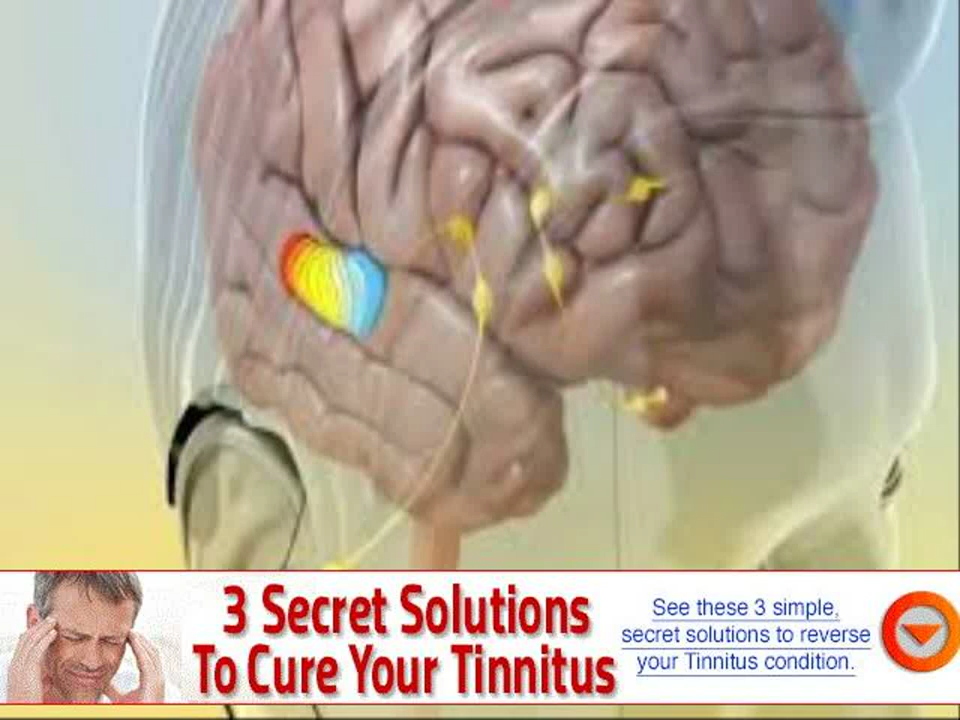 3 Secret Solutions
To Cure Your Tinnitus
See these 3 simple,
secret solutions to reverse
your Tinnitus condition.